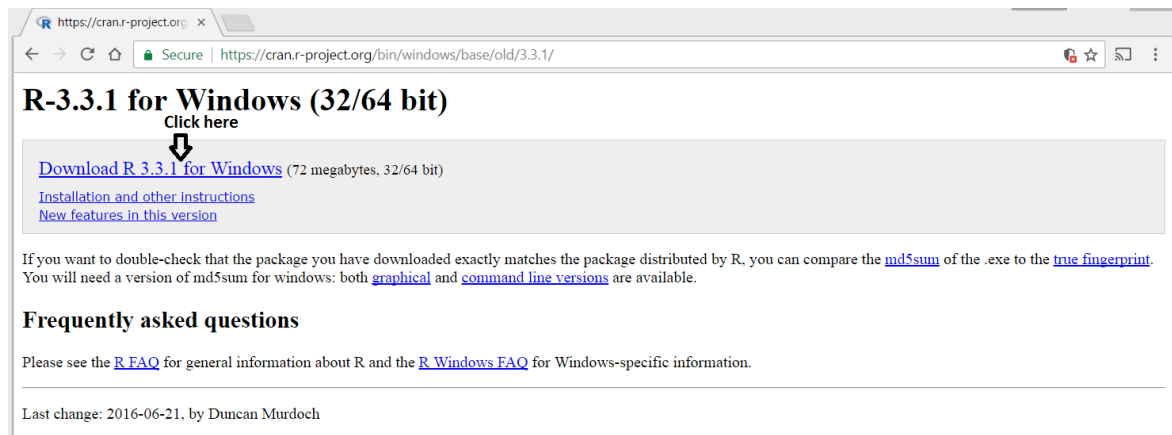 https://cran.r-project.org
Secure | https://cran.r-project.org/bin/windows/base/old/3.3.1/
R-3.3.1 for Windows (32/64 bit)
Click here
Download R 3.3.1 for Windows (72 megabytes, 32/64 bit)
Installation and other instructions
New features in this version
If you want to double-check that the package you have downloaded exactly matches the package distributed by R, you can compare the md5sum of the .exe to the true fingerprint.
You will need a version of md5sum for windows: both graphical and command line versions are available.
Frequently asked questions
Please see the R FAQ for general information about R and the R Windows FAQ for Windows-specific information.
Last change: 2016-06-21, by Duncan Murdoch